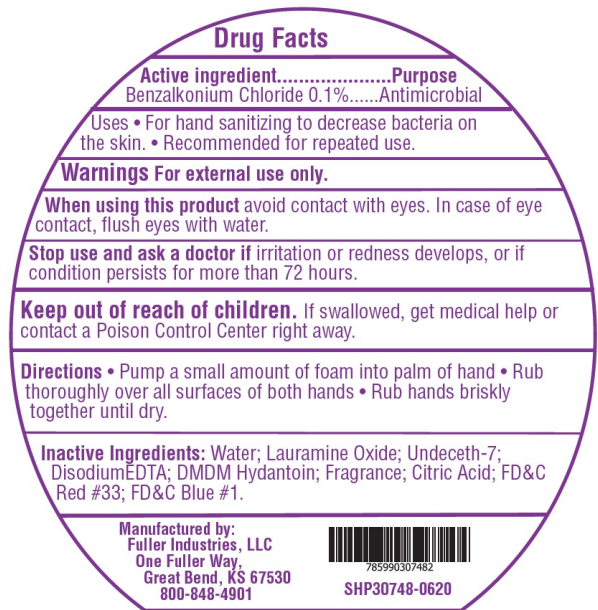 Drug Facts
Active ingredient.....................Purpose
Benzalkonium Chloride 0.1%......Antimicrobial
Uses • For hand sanitizing to decrease bacteria on
the skin. • Recommended for repeated use.
Warnings For external use only.
When using this product avoid contact with eyes. In case of eye
contact, flush eyes with water.
Stop use and ask a doctor if irritation or redness develops, or if
condition persists for more than 72 hours.
Keep out of reach of children. If swallowed, get medical help or
contact a Poison Control Center right away.
Directions • Pump a small amount of foam into palm of hand • Rub
thoroughly over all surfaces of both hands • Rub hands briskly
together until dry.
Inactive Ingredients: Water; Lauramine Oxide; Undeceth-7;
DisodiumEDTA; DMDM Hydantoin; Fragrance; Citric Acid; FD&C
Red #33; FD&C Blue #1.
Manufactured by:
Fuller Industries, LLC
One Fuller Way,
Great Bend, KS 67530
800-848-4901
785990307482
SHP30748-0620